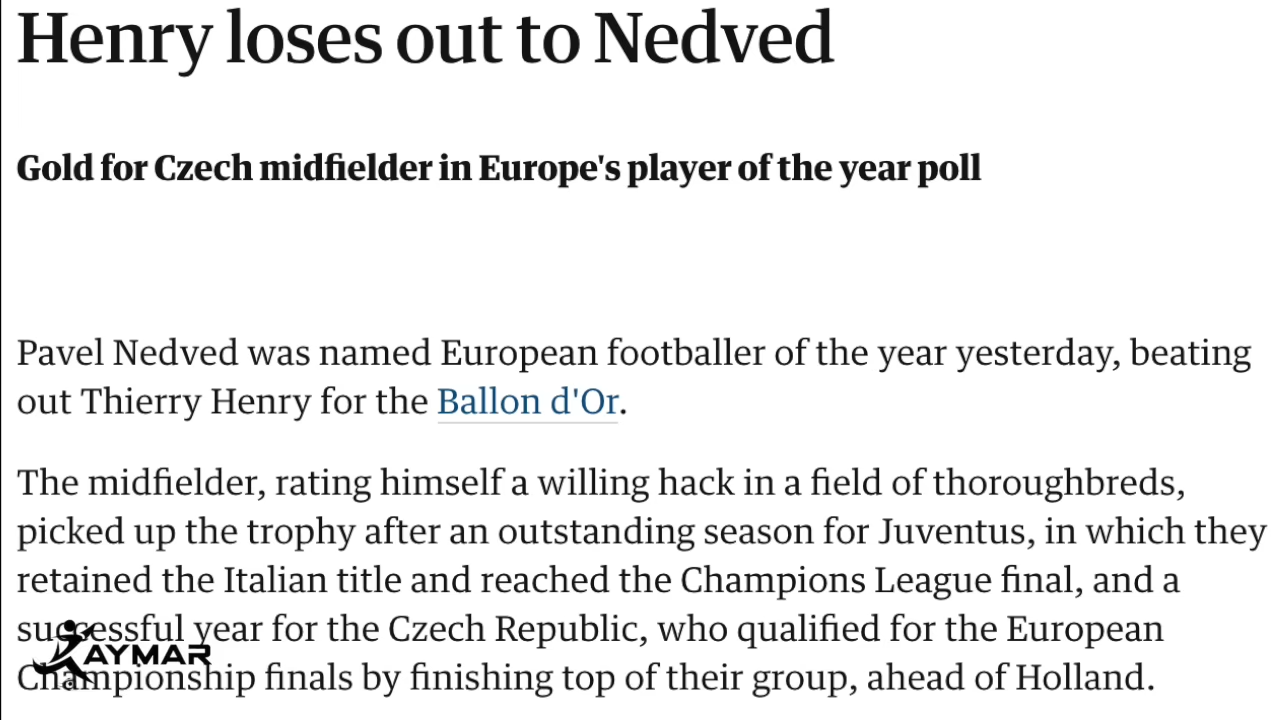 Henry loses out to Nedved
Gold for Czech midfielder in Europe's player of the year poll
Pavel Nedved was named European footballer of the year yesterday, beating
out Thierry Henry for the Ballon d'Or.
The midfielder, rating himself a willing hack in a field of thoroughbreds,
picked up the trophy after an outstanding season for Juventus, in which they
retained the Italian title and reached the Champions League final, and a
successful year for the Czech Republic, who qualified for the European
AYMAR
Championship finals by finishing top of their group, ahead of Holland.